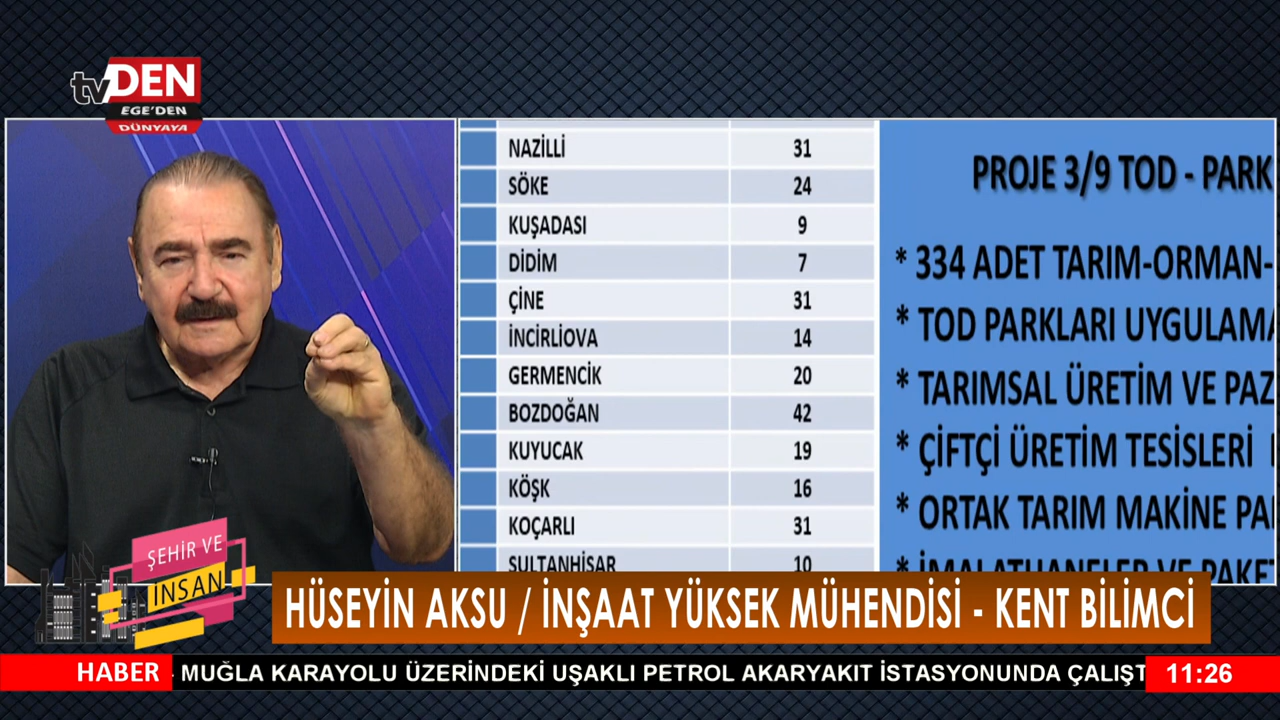 tvDEN
EGE'DEN
DÜNYAYA
NAZİLLİ 31
SÖKE 24
KUŞADASI 9
DİDİM 7
ÇİNE 31
İNCİRLİOVA 14
GERMENCİK 20
BOZDOĞAN 42
KUYUCAK 19
KÖŞK 16
KOÇARLI 31
SULTANHİSAR 10
PROJE 3/9 TOD - PARK
* 334 ADET TARIM-ORMAN-
* TOD PARKLARI UYGULAMA
* TARIMSAL ÜRETİM VE PAZ
* ÇİFTÇİ ÜRETİM TESİSLERİ
* ORTAK TARIM MAKİNE PA
* İMALATHANELER VE PAKET
ŞEHİR VE
İNSAN
HÜSEYİN AKSU / İNŞAAT YÜKSEK MÜHENDİSİ - KENT BİLİMCİ
HABER - MUĞLA KARAYOLU ÜZERİNDEKİ UŞAKLI PETROL AKARYAKIT İSTASYONUNDA ÇALIŞT 11:26